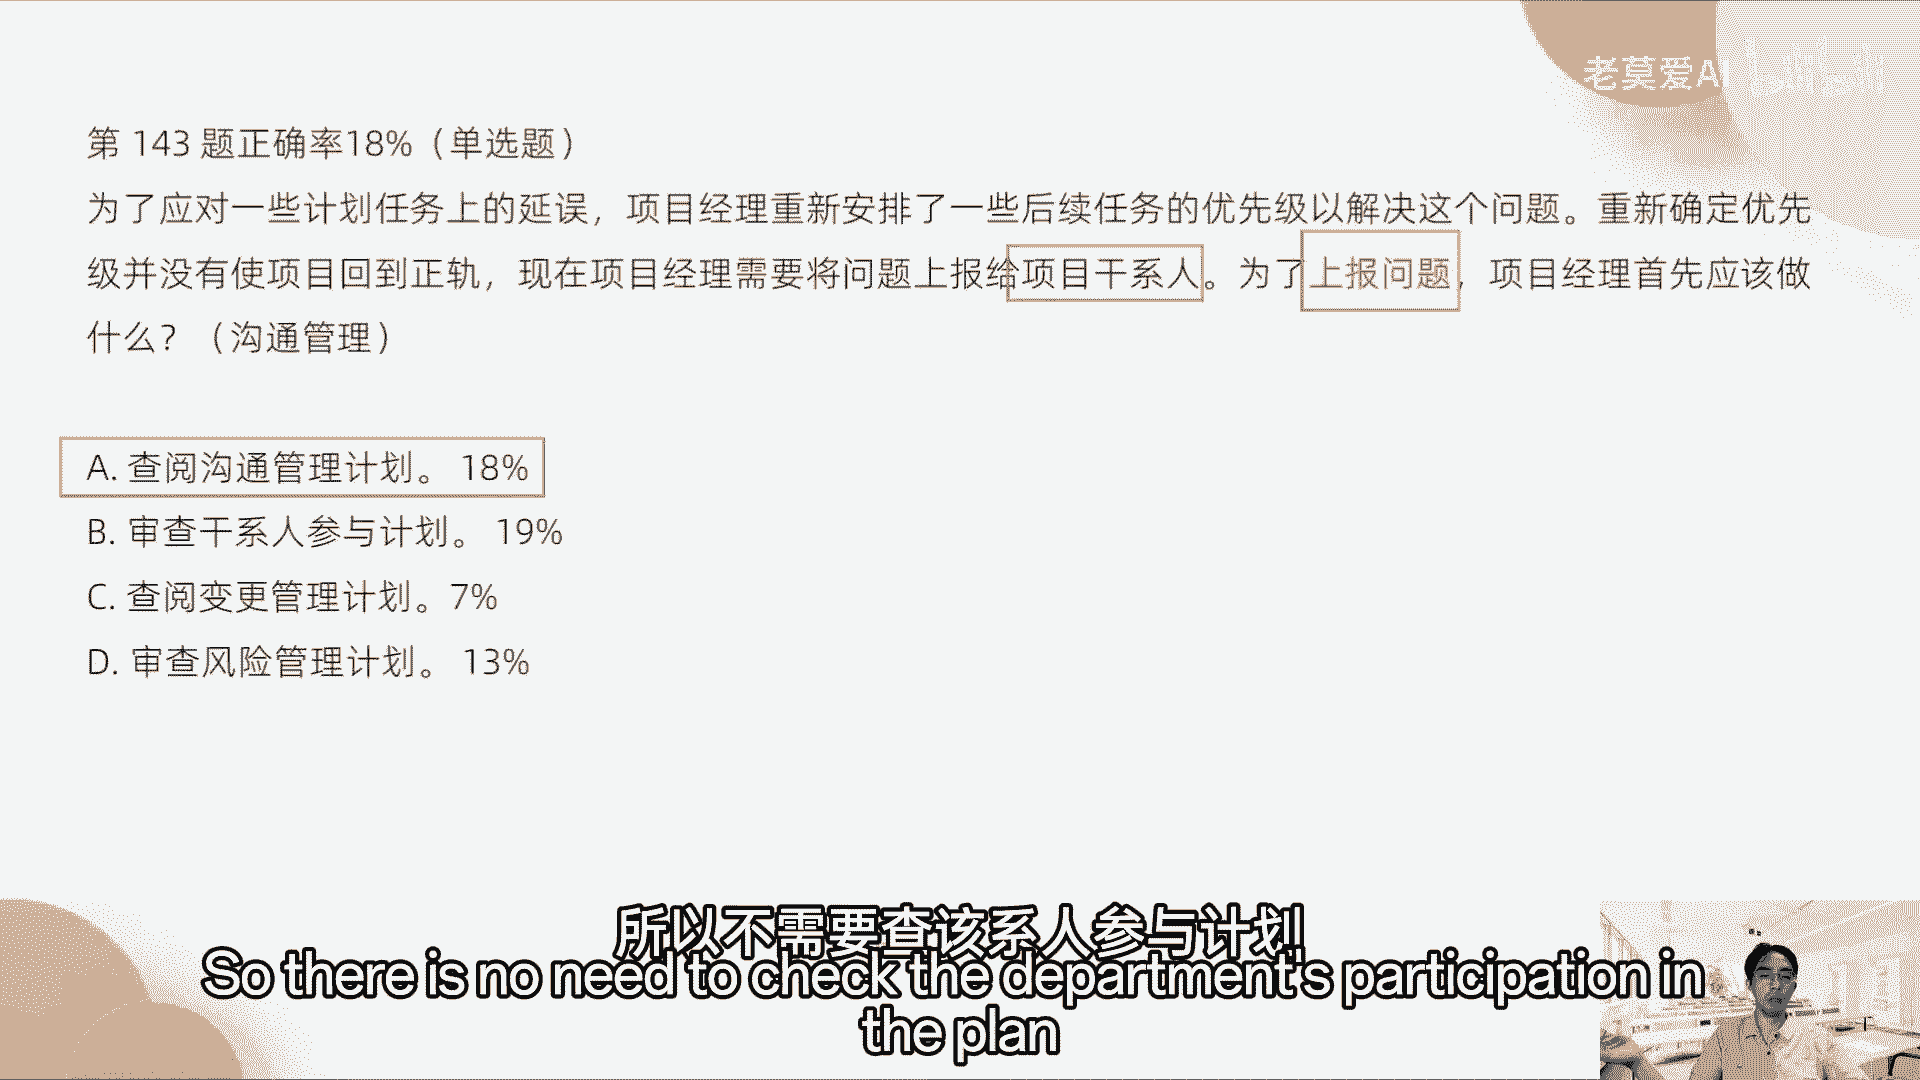 老莫爱AI
第 143 题正确率18%（单选题）
为了应对一些计划任务上的延误，项目经理重新安排了一些后续任务的优先级以解决这个问题。重新确定优先
级并没有使项目回到正轨，现在项目经理需要将问题上报给项目干系人。为了上报问题，项目经理首先应该做
什么？（沟通管理）
A. 查阅沟通管理计划。 18%
B. 审查干系人参与计划。 19%
C. 查阅变更管理计划。7%
D. 审查风险管理计划。 13%
所以不需要查该系人参与计划
So there is no need to check the department's participation in
the plan